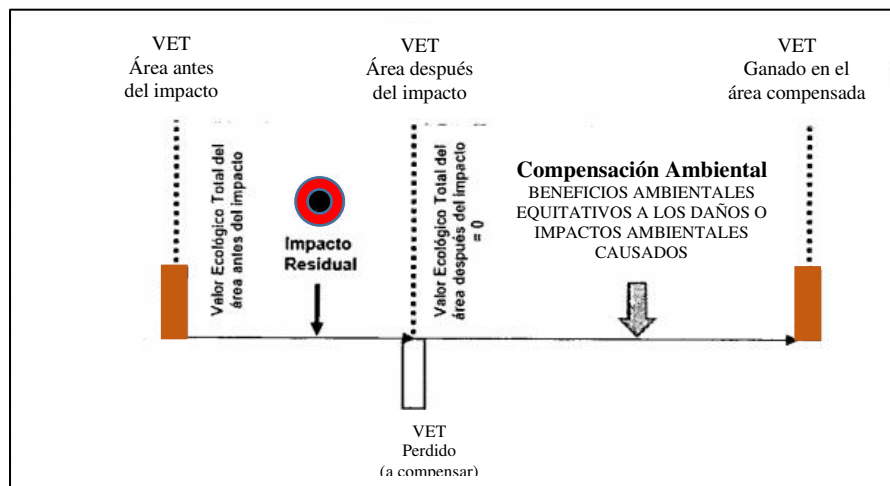 VET
Área antes
del impacto
VET
Área después
del impacto
VET
Ganado en el
área compensada
Valor Ecológico Total del
área antes del impacto
Impacto
Residual
Valor Ecológico Total del
área después del impacto
= 0
Compensación Ambiental
BENEFICIOS AMBIENTALES
EQUITATIVOS A LOS DAÑOS O
IMPACTOS AMBIENTALES
CAUSADOS
VET
Perdido
(a compensar)